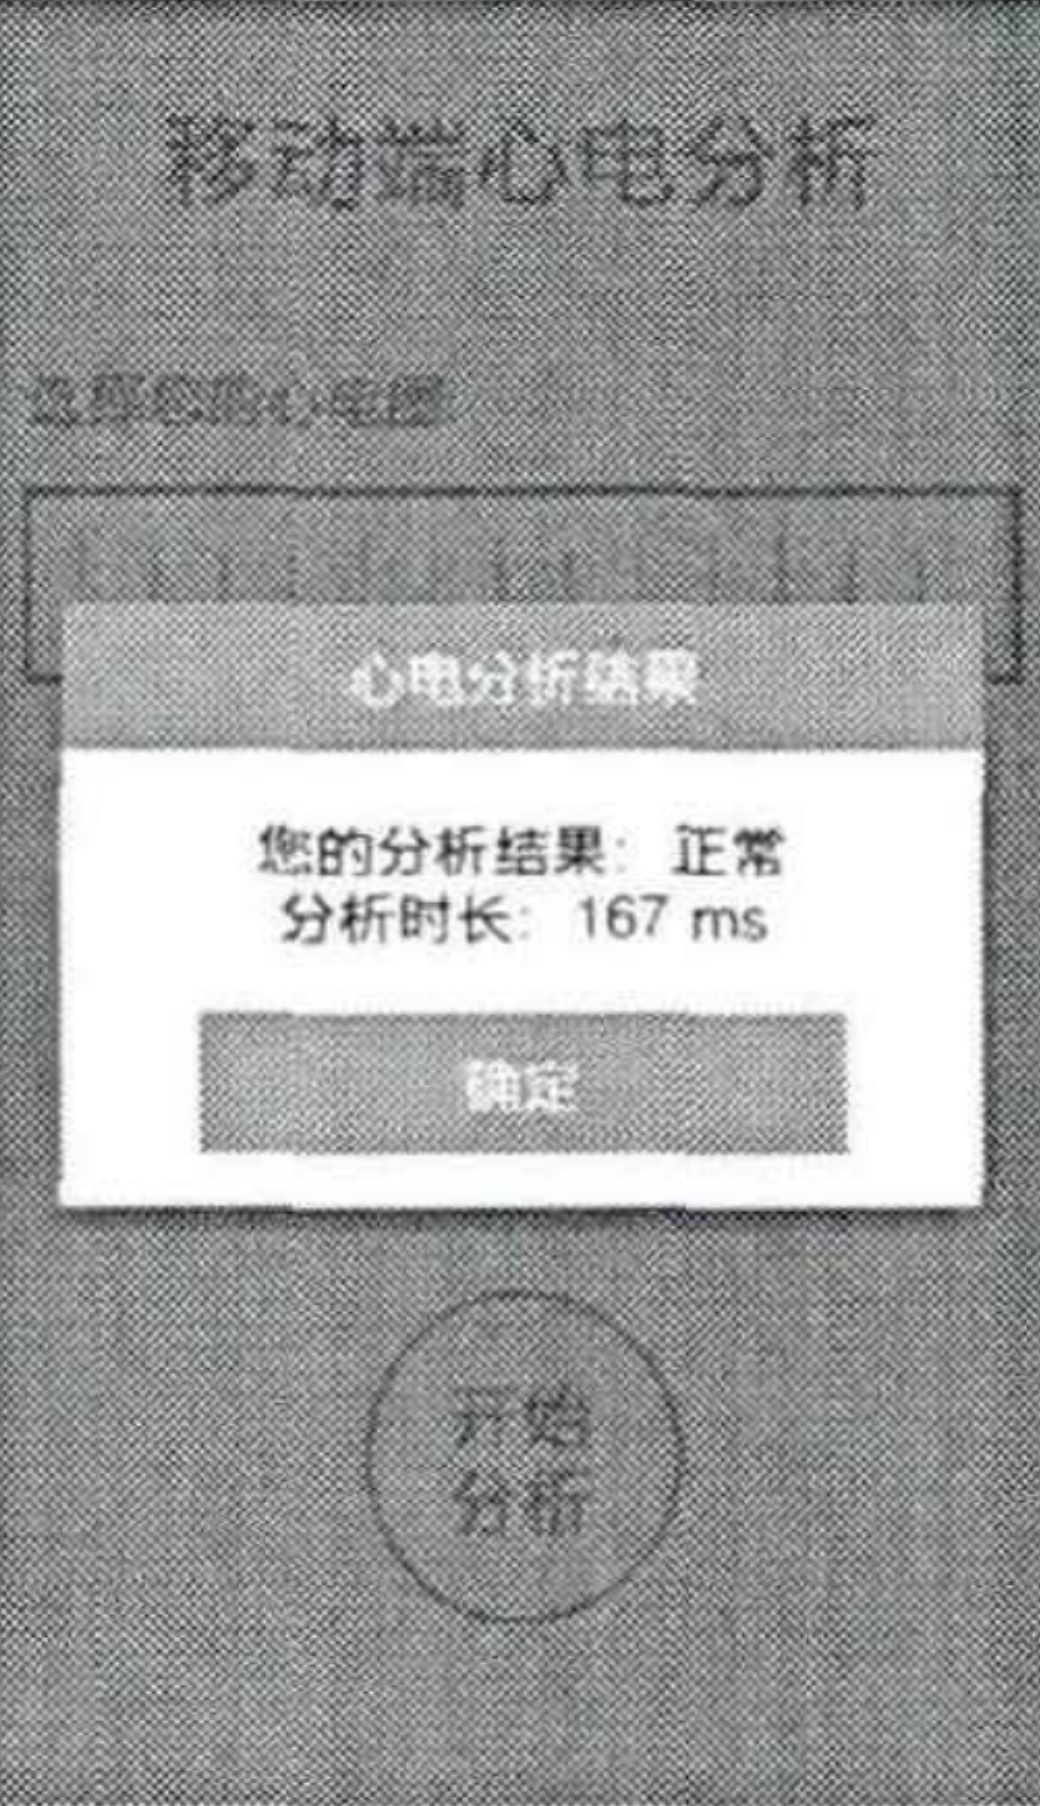 移动端心电分析
选择您的心电图
心电分析结果
您的分析结果：正常
分析时长：167 ms
确定
开始
分析